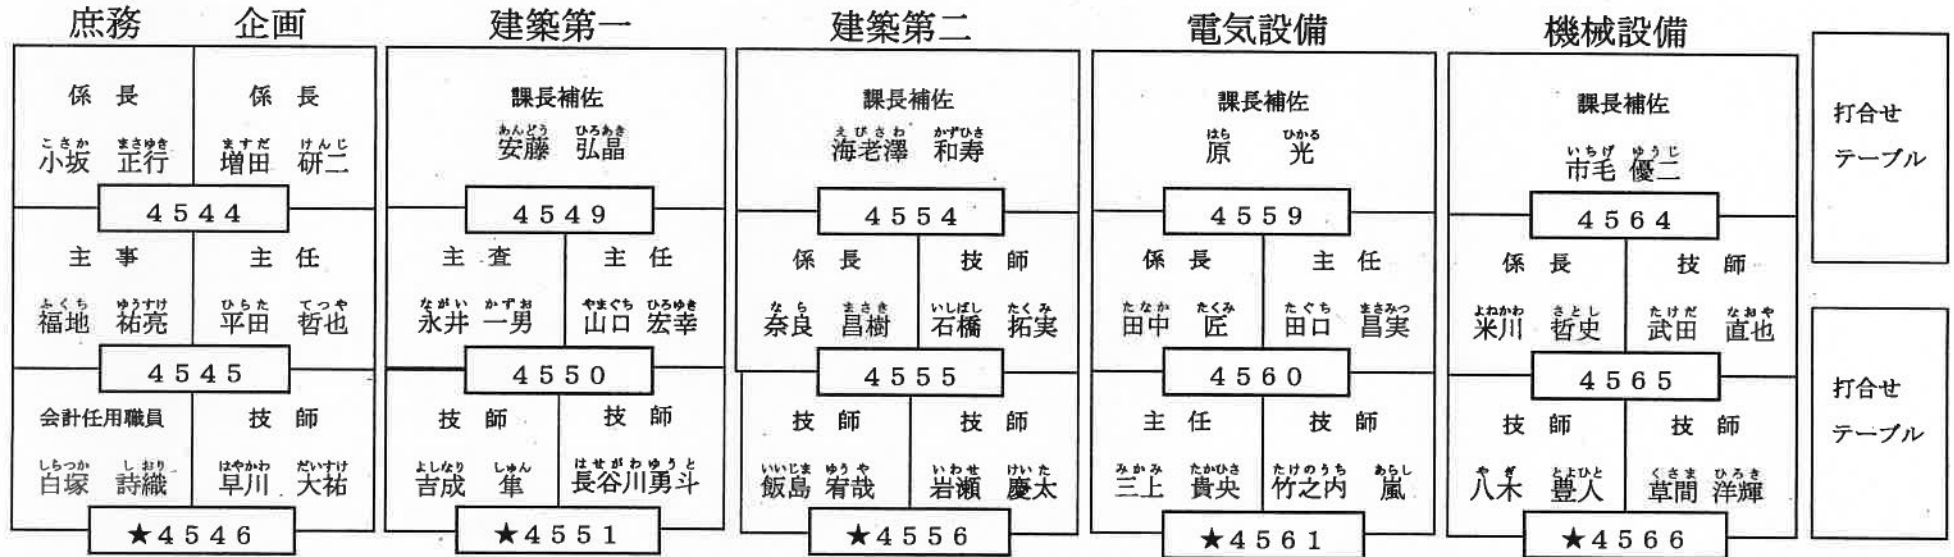 庶務 企画 建築第一 建築第二 電気設備 機械設備
係 長 係 長
こさか まさゆき ますだ けんじ
小坂 正行 増田 研二
4544
主 事 主 任
ふくち ゆうすけ ひらた てつや
福地 祐亮 平田 哲也
4545
会計任用職員 技 師
しらつか しおり はやかわ だいすけ
白塚 詩織 早川 大祐
★4546
課長補佐
あんどう ひろあき
安藤 弘晶
4549
主 査 主 任
ながい かずお やまぐち ひろゆき
永井 一男 山口 宏幸
4550
技 師 技 師
よしなり しゅん はせがわゆうと
吉成 隼 長谷川勇斗
★4551
課長補佐
えびさわ かずひさ
海老澤 和寿
4554
係 長 技 師
なら まさき いしばし たくみ
奈良 昌樹 石橋 拓実
4555
技 師 技 師
いいじま ゆうや いわせ けいた
飯島 宥哉 岩瀬 慶太
★4556
課長補佐
はら ひかる
原 光
4559
係 長 主 任
たなか たくみ たぐち まさみつ
田中 匠 田口 昌実
4560
主 任 技 師
みかみ たかひさ たけのうち あらし
三上 貴央 竹之内 嵐
★4561
課長補佐
いちげ ゆうじ
市毛 優二
4564
係 長 技 師
よねかわ さとし たけだ なおや
米川 哲史 武田 直也
4565
技 師 技 師
やぎ とよひと くさま ひろき
八木 豊人 草間 洋輝
★4566
打合せ
テーブル
打合せ
テーブル